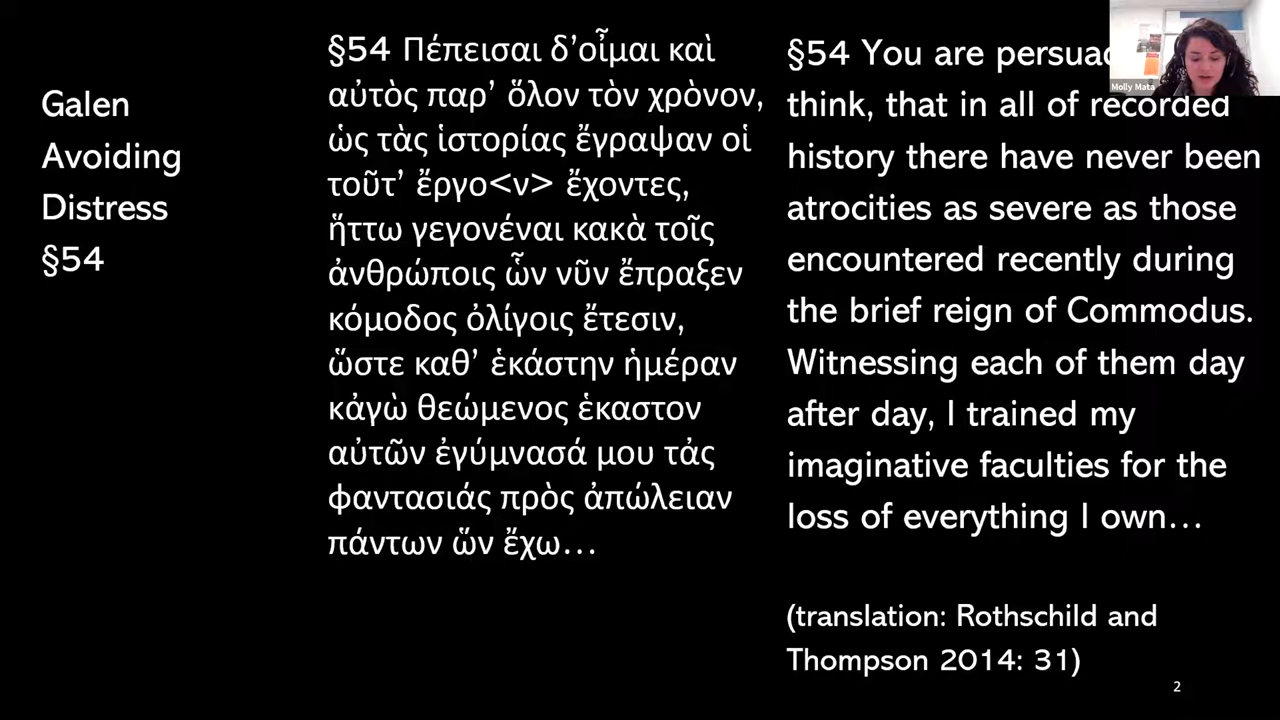 Galen
Avoiding
Distress
§54
§54 Πέπεισαι δ’οἶμαι καὶ
αὐτὸς παρ’ ὅλον τὸν χρὸνον,
ὡς τὰς ἱστορίας ἔγραψαν οἱ
τοῦτ’ ἔργο<ν> ἔχοντες,
ἥττω γεγονέναι κακὰ τοῖς
ἀνθρώποις ὧν νῦν ἔπραξεν
κόμοδος ὀλίγοις ἔτεσιν,
ὥστε καθ’ ἑκάστην ἡμέραν
κἀγὼ θεώμενος ἑκαστον
αὐτῶν ἐγύμνασά μου τἀς
φαντασιάς πρὸς ἀπώλειαν
πάντων ὥν ἔχω…
§54 You are
think, that in all of recorded
history there have never been
atrocities as severe as those
encountered recently during
the brief reign of Commodus.
Witnessing each of them day
after day, I trained my
imaginative faculties for the
loss of everything I own…
(translation: Rothschild and
Thompson 2014: 31)
Molly Mata
2